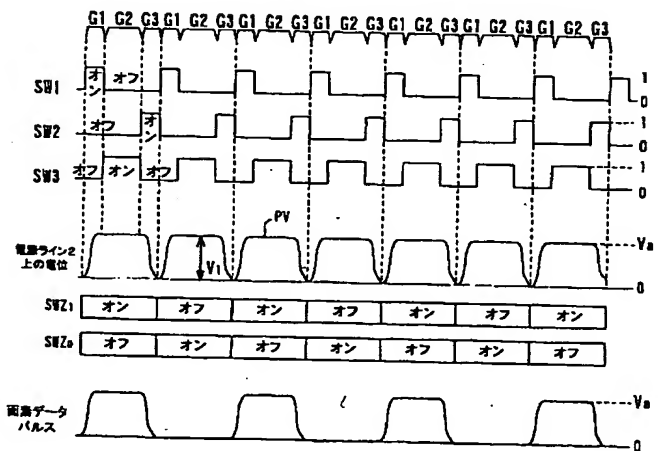 G1 G2 G3 G1 G2 G3 G1 G2 G3 G1 G2 G3 G1 G2 G3 G1 G2 G3 G1 G2 G3
SW1 オン オフ 1 0
SW2 オフ オン 1 0
SW3 オフ オン オフ 1 0
電源ライン2
上の電位
V1 PV Va 0
SWZ1 オン オフ オン オフ オン オフ オン
SWZ0 オフ オン オフ オン オフ オン オフ
画素データ
パルス
Va 0